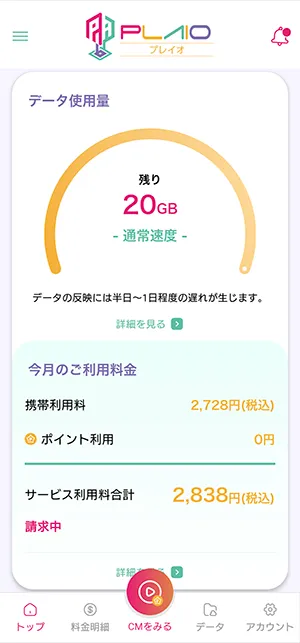 PLAIO
プレイオ
データ使用量
残り
20GB
- 通常速度 -
データの反映には半日〜1日程度の遅れが生じます。
詳細を見る
今月のご利用料金
携帯利用料 2,728円(税込)
ポイント利用 0円
サービス利用料合計 2,838円(税込)
請求中
詳細を見る
トップ 料金明細 CMをみる データ アカウント